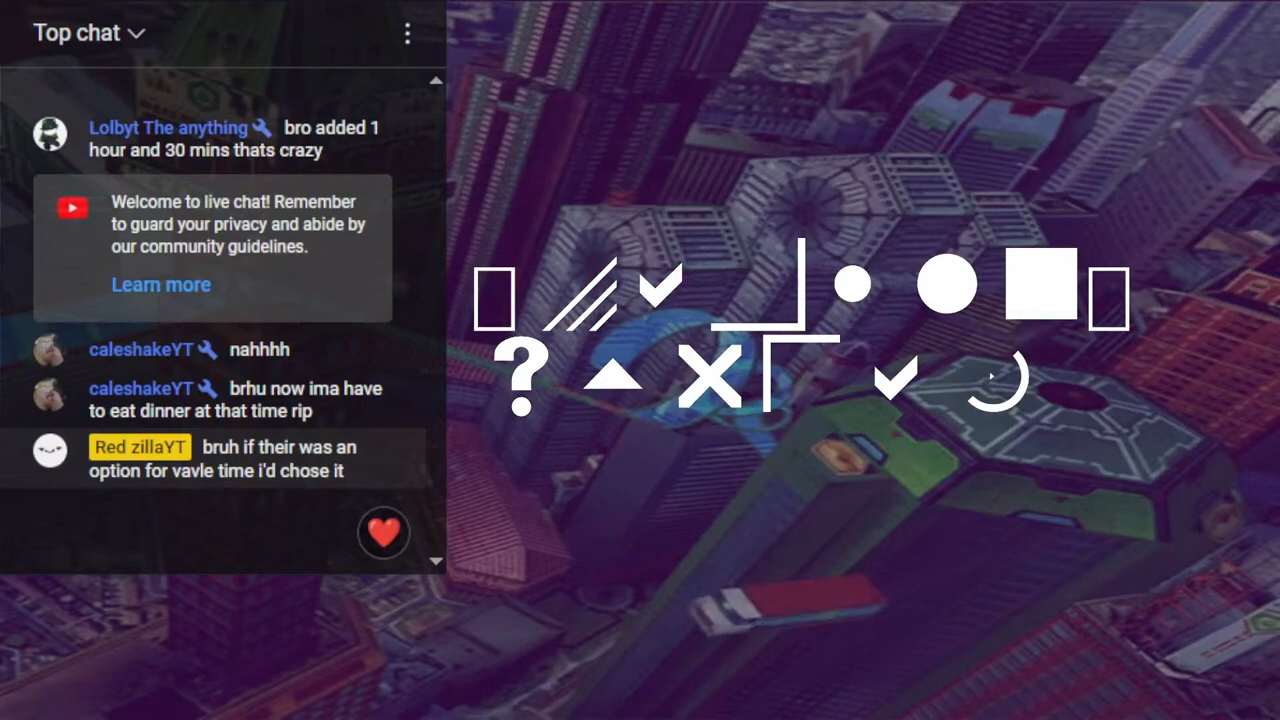 Top chat
Lolbyt The anything bro added 1
hour and 30 mins thats crazy
Welcome to live chat! Remember
to guard your privacy and abide by
our community guidelines.
Learn more
caleshakeYT nahhhh
caleshakeYT brhu now ima have
to eat dinner at that time rip
Red zillaYT bruh if their was an
option for vavle time i'd chose it
?